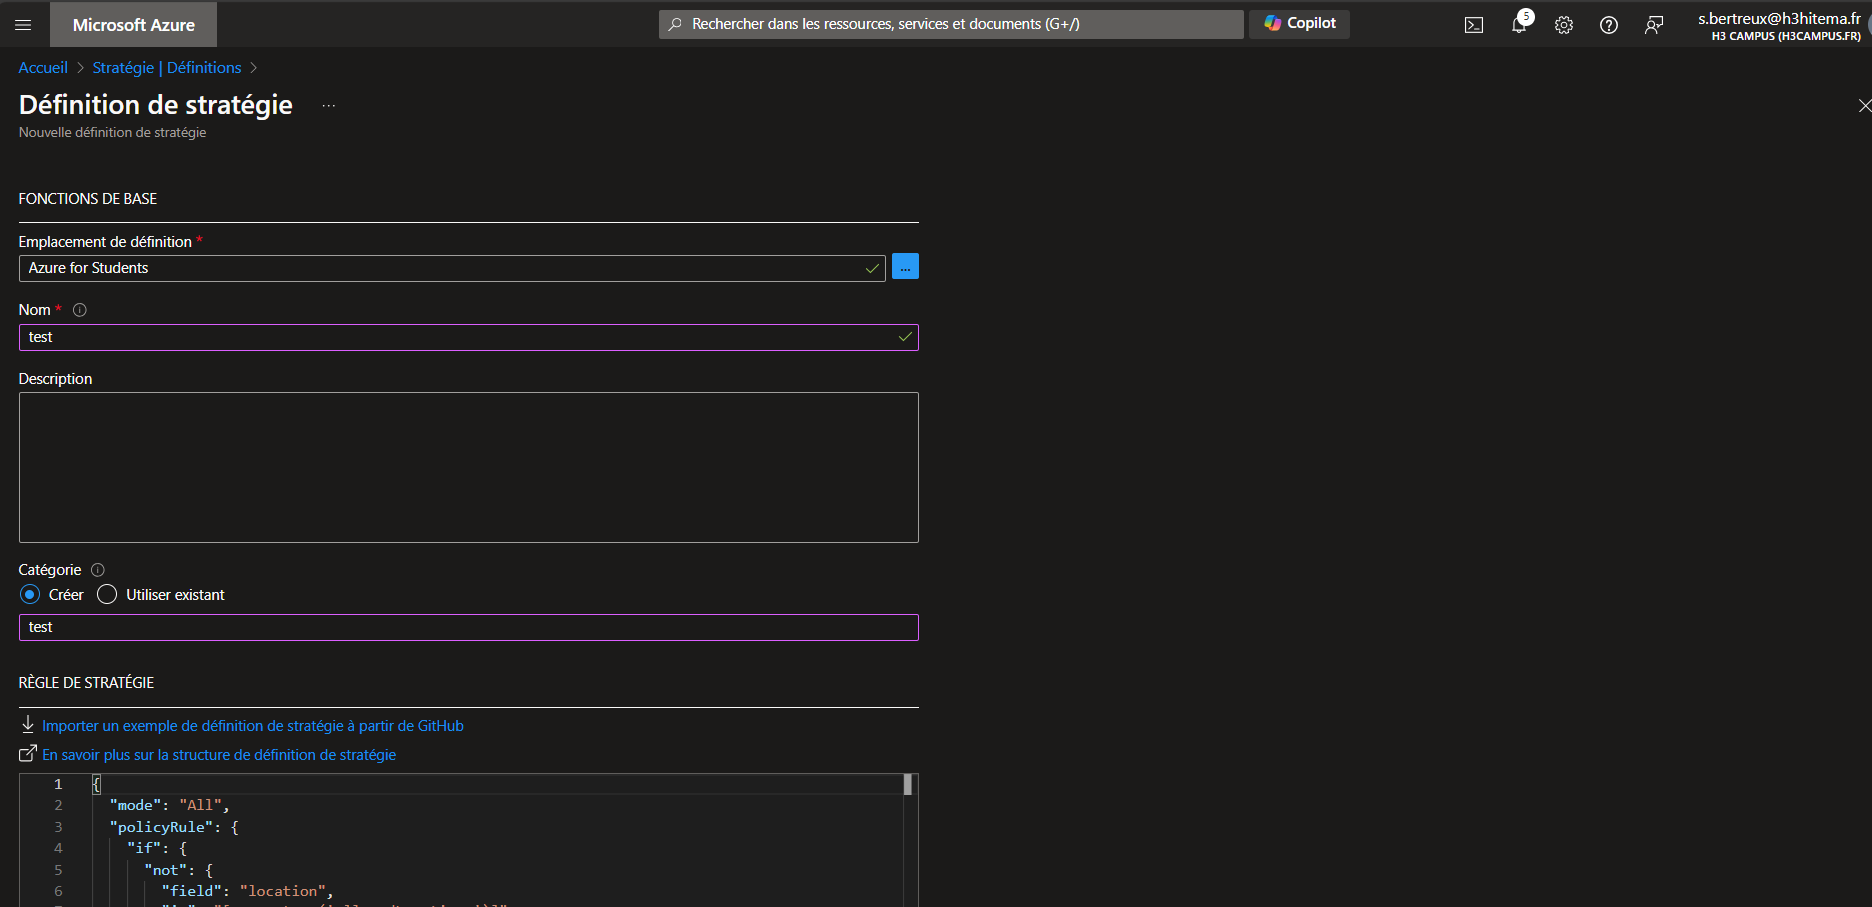 Microsoft Azure
Rechercher dans les ressources, services et documents (G+/)
Copilot
5
s.bertreux@h3hitema.fr
H3 CAMPUS (H3CAMPUS.FR)
Accueil > Stratégie | Définitions >
Définition de stratégie ...
Nouvelle définition de stratégie
FONCTIONS DE BASE
Emplacement de définition *
Azure for Students
...
Nom *
test
Description
Catégorie
Créer
Utiliser existant
test
RÈGLE DE STRATÉGIE
Importer un exemple de définition de stratégie à partir de GitHub
En savoir plus sur la structure de définition de stratégie
1 {
2 "mode": "All",
3 "policyRule": {
4 "if": {
5 "not": {
6 "field": "location",